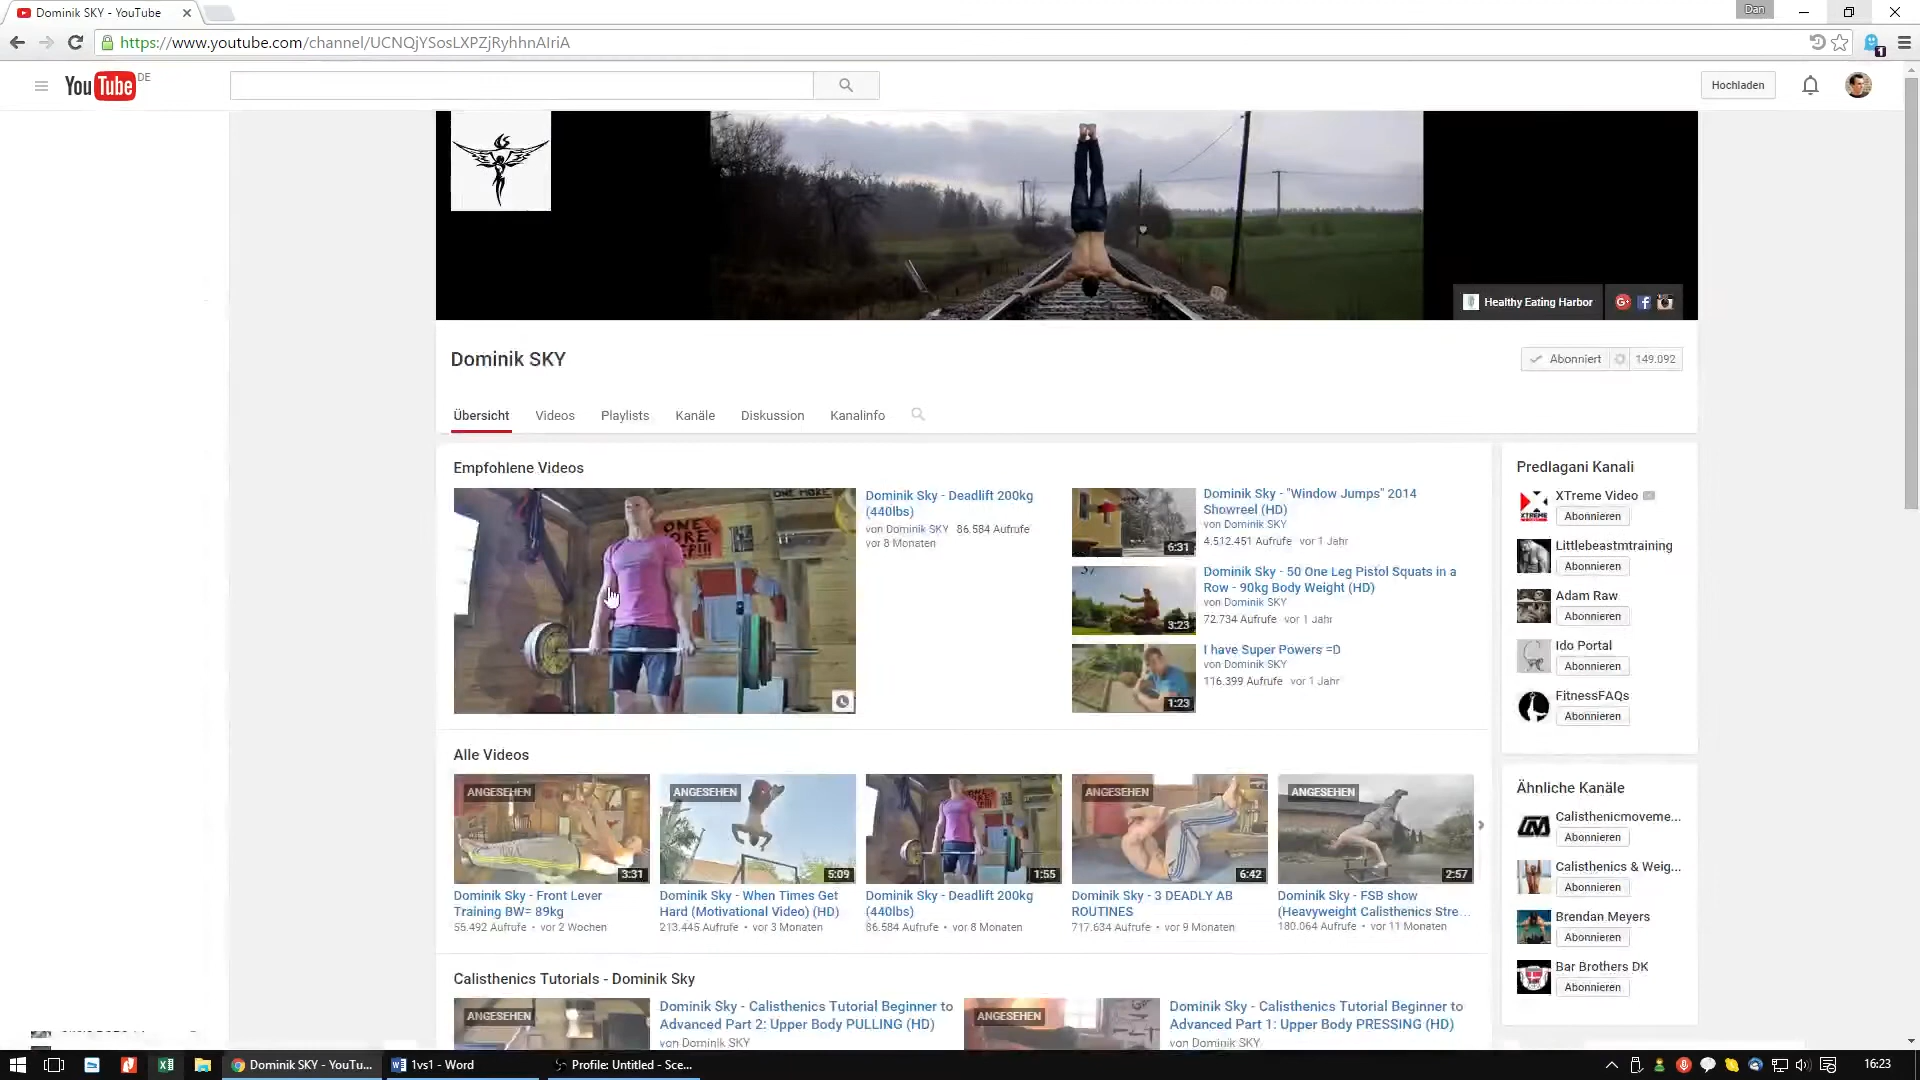 Dominik SKY - YouTube
Dan
https://www.youtube.com/channel/UCNQjYSosLXPZjRyhhnAIriA
1
YouTube DE
Hochladen
Healthy Eating Harbor
Dominik SKY
Abonniert 149.092
Übersicht Videos Playlists Kanäle Diskussion Kanalinfo
Empfohlene Videos
ONE MORE
Dominik Sky - Deadlift 200kg
(440lbs)
von Dominik SKY 86.584 Aufrufe
vor 8 Monaten
6:31
Dominik Sky - "Window Jumps" 2014
Showreel (HD)
von Dominik SKY
4.512.451 Aufrufe vor 1 Jahr
3:23
Dominik Sky - 50 One Leg Pistol Squats in a
Row - 90kg Body Weight (HD)
von Dominik SKY
72.734 Aufrufe vor 1 Jahr
1:23
I have Super Powers =D
von Dominik SKY
116.399 Aufrufe vor 1 Jahr
Predlagani Kanali
XTreme Video
Abonnieren
Littlebeastmtraining
Abonnieren
Adam Raw
Abonnieren
Ido Portal
Abonnieren
FitnessFAQs
Abonnieren
Alle Videos
ANGESEHEN
3:31
Dominik Sky - Front Lever
Training BW= 89kg
55.492 Aufrufe • vor 2 Wochen
ANGESEHEN
5:09
Dominik Sky - When Times Get
Hard (Motivational Video) (HD)
213.445 Aufrufe • vor 3 Monaten
1:55
Dominik Sky - Deadlift 200kg
(440lbs)
86.584 Aufrufe • vor 8 Monaten
ANGESEHEN
6:42
Dominik Sky - 3 DEADLY AB
ROUTINES
717.634 Aufrufe • vor 9 Monaten
ANGESEHEN
2:57
Dominik Sky - FSB show
(Heavyweight Calisthenics Stre...
180.064 Aufrufe • vor 11 Monaten
Ähnliche Kanäle
Calisthenicmoveme...
Abonnieren
Calisthenics & Weig...
Abonnieren
Brendan Meyers
Abonnieren
Bar Brothers DK
Abonnieren
Calisthenics Tutorials - Dominik Sky
ANGESEHEN
Dominik Sky - Calisthenics Tutorial Beginner to
Advanced Part 2: Upper Body PULLING (HD)
von Dominik SKY
ANGESEHEN
Dominik Sky - Calisthenics Tutorial Beginner to
Advanced Part 1: Upper Body PRESSING (HD)
von Dominik SKY
Dominik SKY - YouTu...
1vs1 - Word
Profile: Untitled - Sce...
16:23